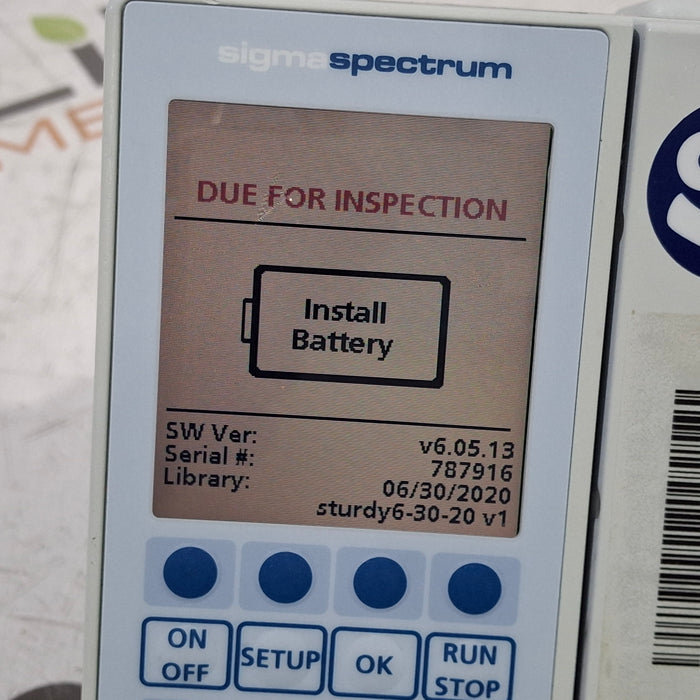 sigmaspectrum
DUE FOR INSPECTION
Install
Battery
SW Ver: v6.05.13
Serial #: 787916
Library: 06/30/2020
sturdy6-30-20 v1
ON
OFF
SETUP
OK
RUN
STOP